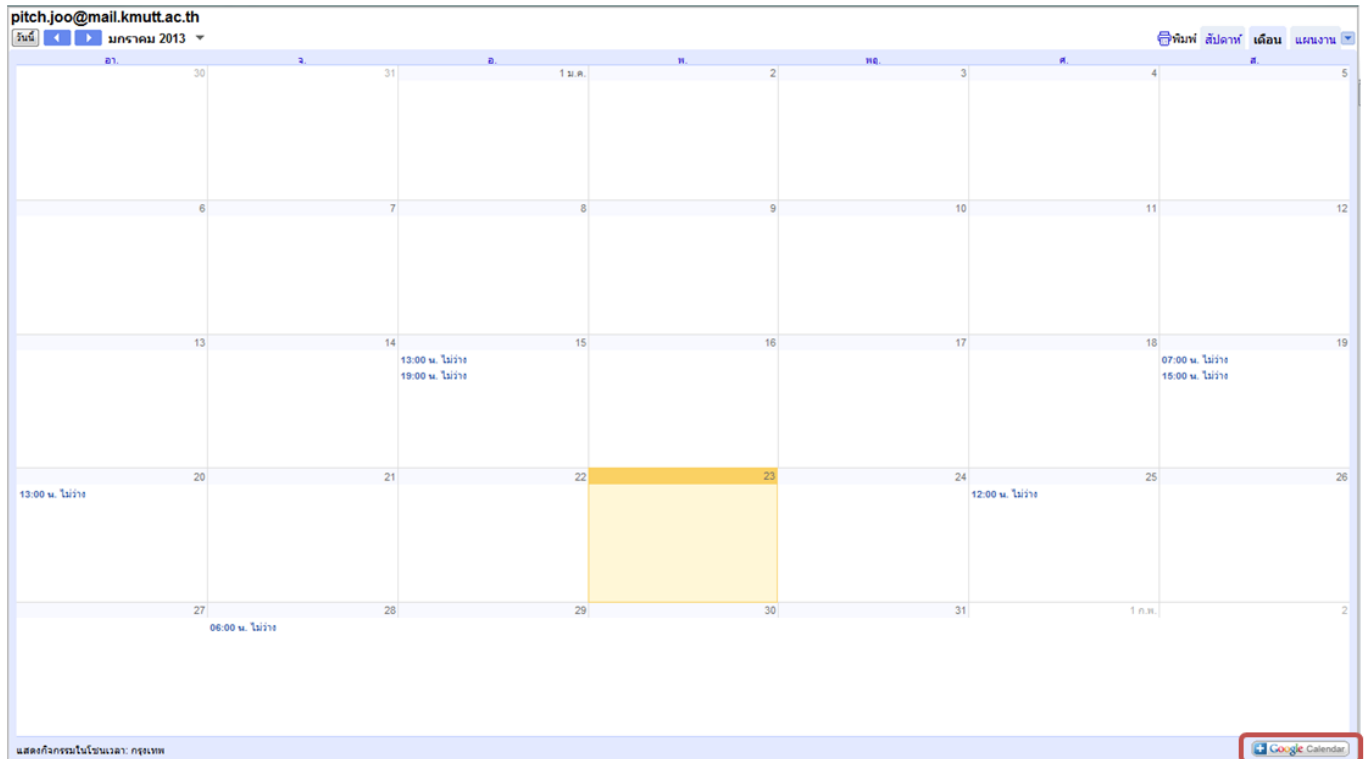 pitch.joo@mail.kmutt.ac.th
วันนี้ มกราคม 2013 พิมพ์ สัปดาห์ เดือน แผนงาน
อา. จ. อ. พ. พฤ. ศ. ส.
30 31 1 ม.ค. 2 3 4 5
6 7 8 9 10 11 12
13 14 15 16 17 18 19
13:00 น. ไม่ว่าง 07:00 น. ไม่ว่าง
19:00 น. ไม่ว่าง 15:00 น. ไม่ว่าง
20 21 22 23 24 25 26
13:00 น. ไม่ว่าง 12:00 น. ไม่ว่าง
27 28 29 30 31 1 ก.พ. 2
06:00 น. ไม่ว่าง
แสดงกิจกรรมในโซนเวลา: กรุงเทพ Google Calendar